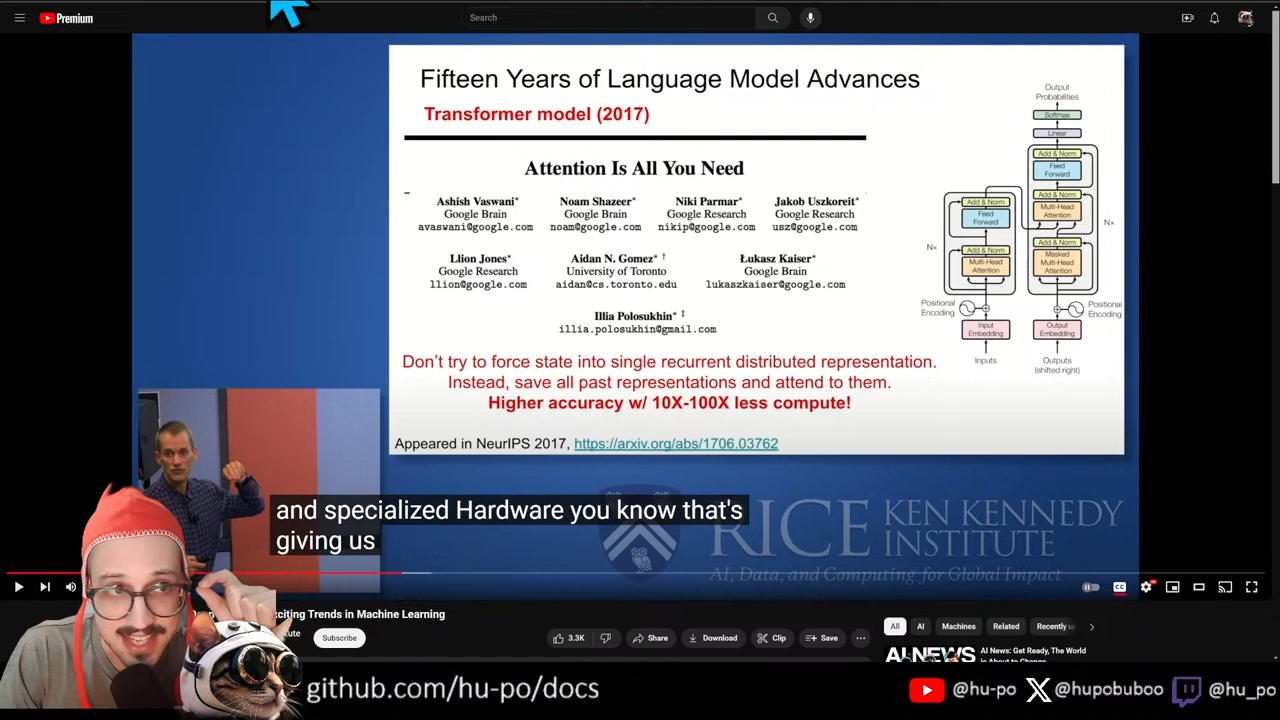 Premium
Search
Fifteen Years of Language Model Advances
Transformer model (2017)
Attention Is All You Need
Ashish Vaswani* Noam Shazeer* Niki Parmar* Jakob Uszkoreit*
Google Brain Google Brain Google Research Google Research
avaswani@google.com noam@google.com nikip@google.com usz@google.com
Llion Jones* Aidan N. Gomez* † Łukasz Kaiser*
Google Research University of Toronto Google Brain
llion@google.com aidan@cs.toronto.edu lukaszkaiser@google.com
Illia Polosukhin* ‡
illia.polosukhin@gmail.com
Don't try to force state into single recurrent distributed representation.
Instead, save all past representations and attend to them.
Higher accuracy w/ 10X-100X less compute!
Appeared in NeurIPS 2017, https://arxiv.org/abs/1706.03762
Output
Probabilities
Softmax
Linear
Add & Norm
Feed
Forward
Add & Norm
Multi-Head
Attention
Add & Norm
Masked
Multi-Head
Attention
Nx
Positional
Encoding
Output
Embedding
Outputs
(shifted right)
Add & Norm
Feed
Forward
Add & Norm
Multi-Head
Attention
Nx
Positional
Encoding
Input
Embedding
Inputs
and specialized Hardware you know that's
giving us
RICE KEN KENNEDY
INSTITUTE
AI, Data, and Computing for Global Impact
CC
citing Trends in Machine Learning
Subscribe
3.3K Share Download Clip Save
All AI Machines Related Recently
AI NEWS AI News: Get Ready, The World
is About to Change
github.com/hu-po/docs
@hu-po @hupobuboo @hu_po